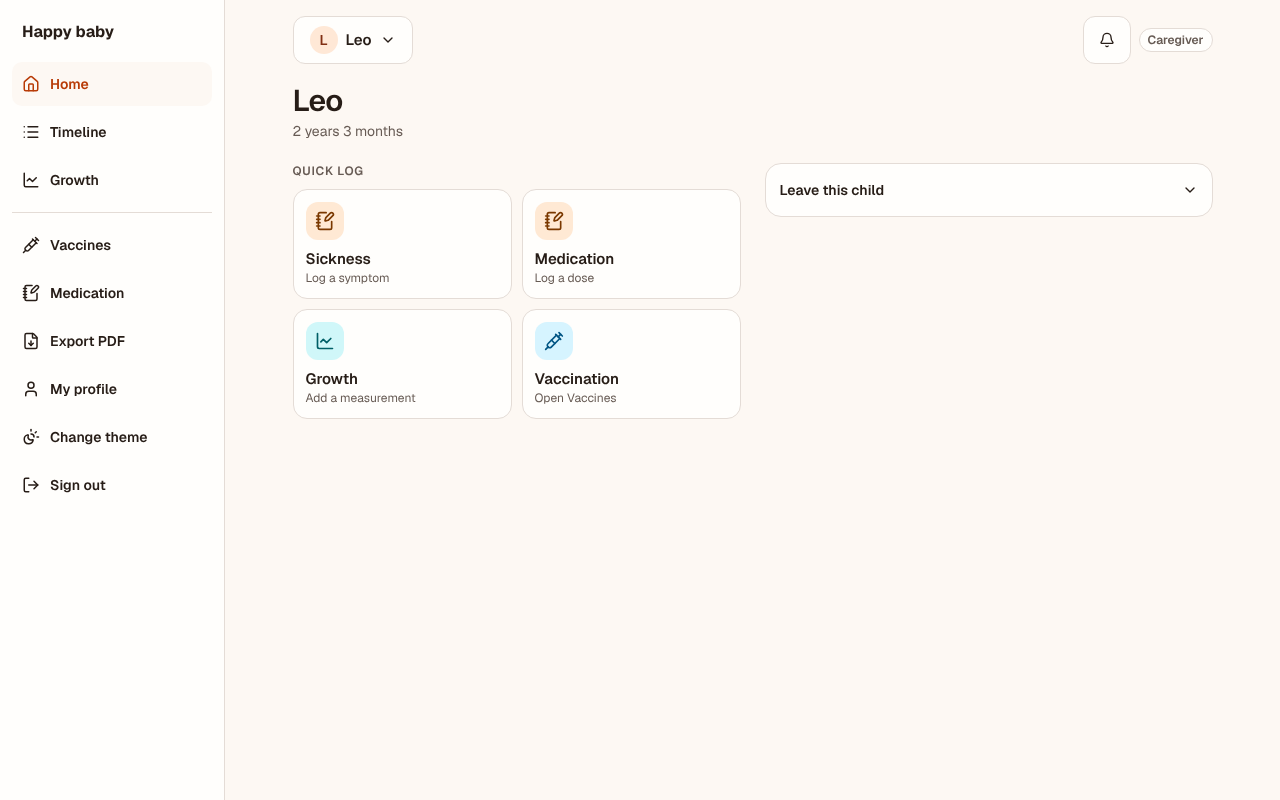 Happy baby
Home
Timeline
Growth
Vaccines
Medication
Export PDF
My profile
Change theme
Sign out
L Leo
Caregiver
Leo
2 years 3 months
QUICK LOG
Sickness
Log a symptom
Medication
Log a dose
Growth
Add a measurement
Vaccination
Open Vaccines
Leave this child